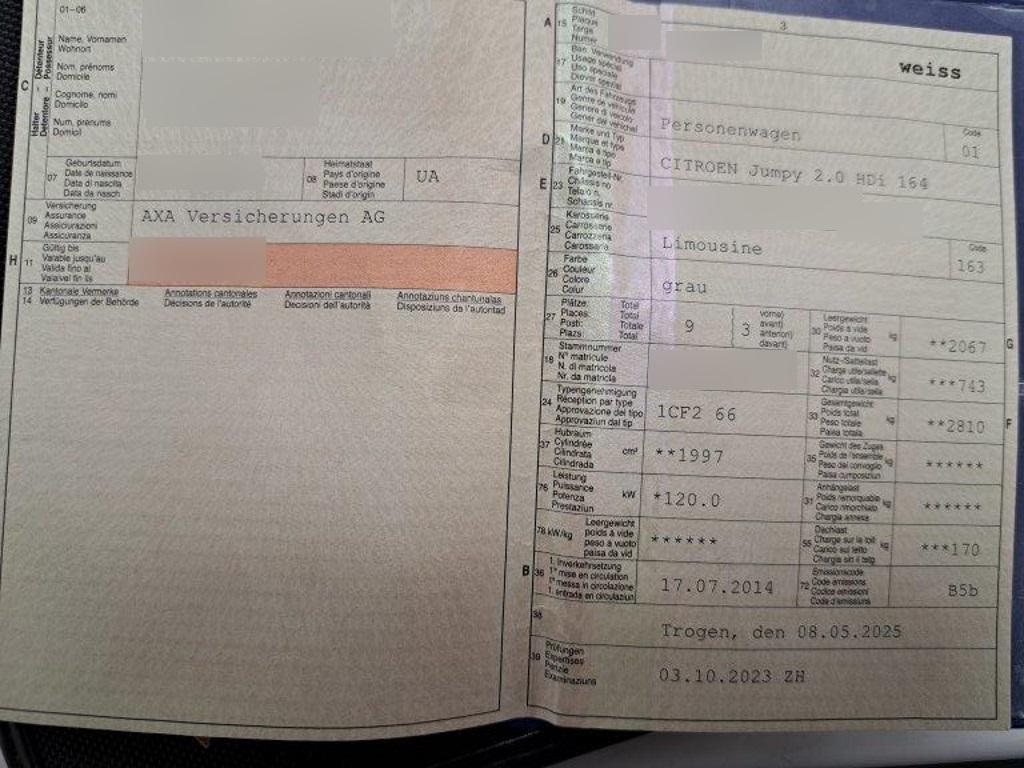 01-06
C
Halter - Détenteur
Detentore - Possessur
Name, Vornamen
Wohnort
Nom, prénoms
Domicile
Cognome, nomi
Domicilio
Num, prenums
Domicil
07 Geburtsdatum
Date de naissance
Data di nascita
Data da nasch.
08 Heimatstaat
Pays d'origine
Paese d'origine
Stadi d'origin
UA
09 Versicherung
Assurance
Assicurazioni
Assicuranza
AXA Versicherungen AG
H 11 Gültig bis
Valable jusqu'au
Valida fino al
Valaivel fin ils
13 Kantonale Vermerke Annotations cantonales Annotazioni cantonali Annotaziuns chantunalas
14 Verfügungen der Behörde Décisions de l'autorité Decisioni dell'autorità Disposiziuns da l'autoritad
3
A 15 Schild
Plaque
Targa
Numer
weiss
17 Bes. Verwendung
Usage spécial
Uso speciale
Diever spezial
19 Art des Fahrzeugs
Genre de véhicule
Genere di veicolo
Gener dal vehichel
Personenwagen
Code
01
D 21 Marke und Typ
Marque et type
Marca e tipo
Marca e tip
CITROEN Jumpy 2.0 HDi 164
E 23 Fahrgestell-Nr.
Châssis no
Telaio n.
Schassis nr.
25 Karosserie
Carrosserie
Carrozzeria
Carossaria
Limousine
Code
163
26 Farbe
Couleur
Colore
Colur
grau
27 Plätze: Total
Places: Total
Posti: Totale
Plazs: Total
9
( vorne)
( avant)
( anteriori)
( davant)
3
30 Leergewicht
Poids à vide
Peso a vuoto
Paisa da vid
kg
**2067
G
18 Stammnummer
N° matricule
N. di matricola
Nr. da matricla
32 Nutz-/Sattellast
Charge utile/sellette
Carico utile/sella
Chargia utila/sella
kg
***743
24 Typengenehmigung
Réception par type
Approvazione del tipo
Approvaziun dal tip
1CF2 66
33 Gesamtgewicht
Poids total
Peso totale
Paisa totala
kg
**2810
F
37 Hubraum
Cylindrée
Cilindrata
Cilindrada
cm³
**1997
35 Gewicht des Zuges
Poids de l'ensemble
Peso del convoglio
Paisa cumposiziun
kg
******
76 Leistung
Puissance
Potenza
Prestaziun
kW
*120.0
31 Anhängelast
Poids remorquable
Carico rimorchiato
Chargia annexa
kg
******
78 kW/kg Leergewicht
poids à vide
peso a vuoto
paisa da vid
******
55 Dachlast
Charge sur le toit
Carico sul tetto
Chargia sin il tetg
kg
***170
B 36 1. Inverkehrsetzung
1re mise en circulation
1a messa in circolazione
1. entrada en circulaziun
17.07.2014
72 Emissionscode
Code émissions
Codice emissioni
Code d'emissiuns
B5b
38
Trogen, den 08.05.2025
39 Prüfungen
Expertises
Perizie
Examinaziuns
03.10.2023 ZH